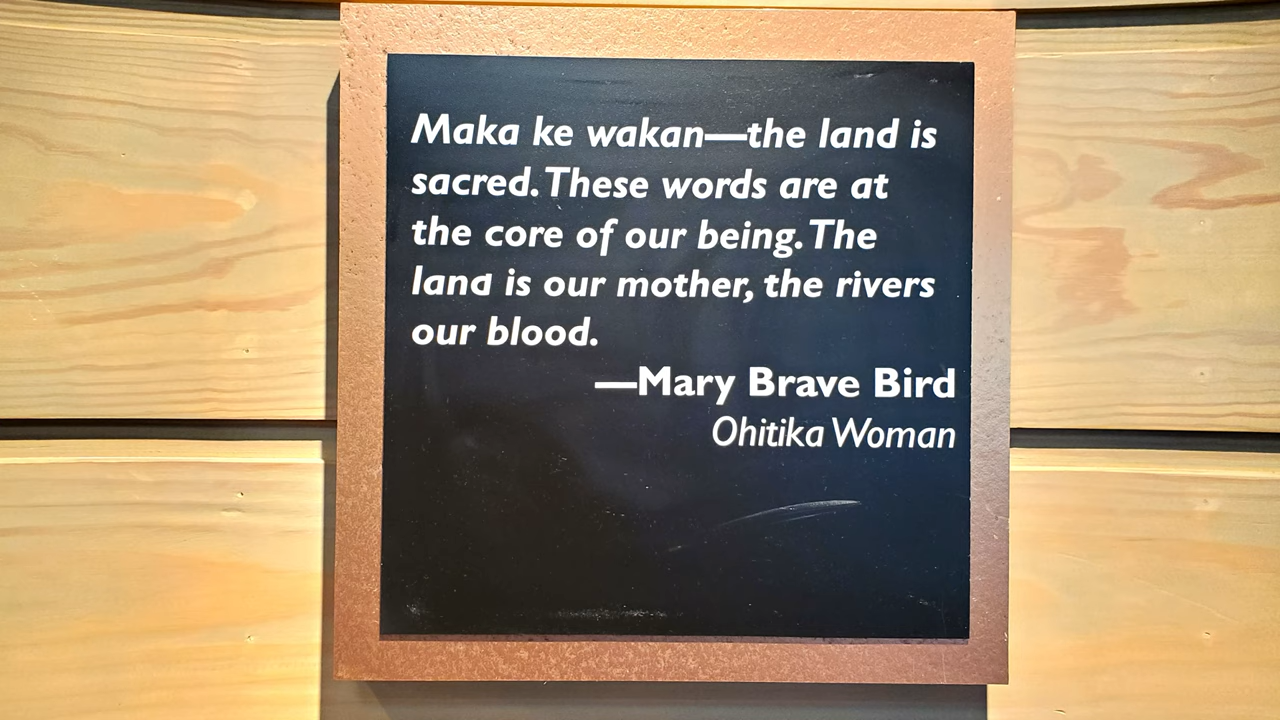 Maka ke wakan—the land is
sacred. These words are at
the core of our being. The
land is our mother, the rivers
our blood.
—Mary Brave Bird
Ohitika Woman